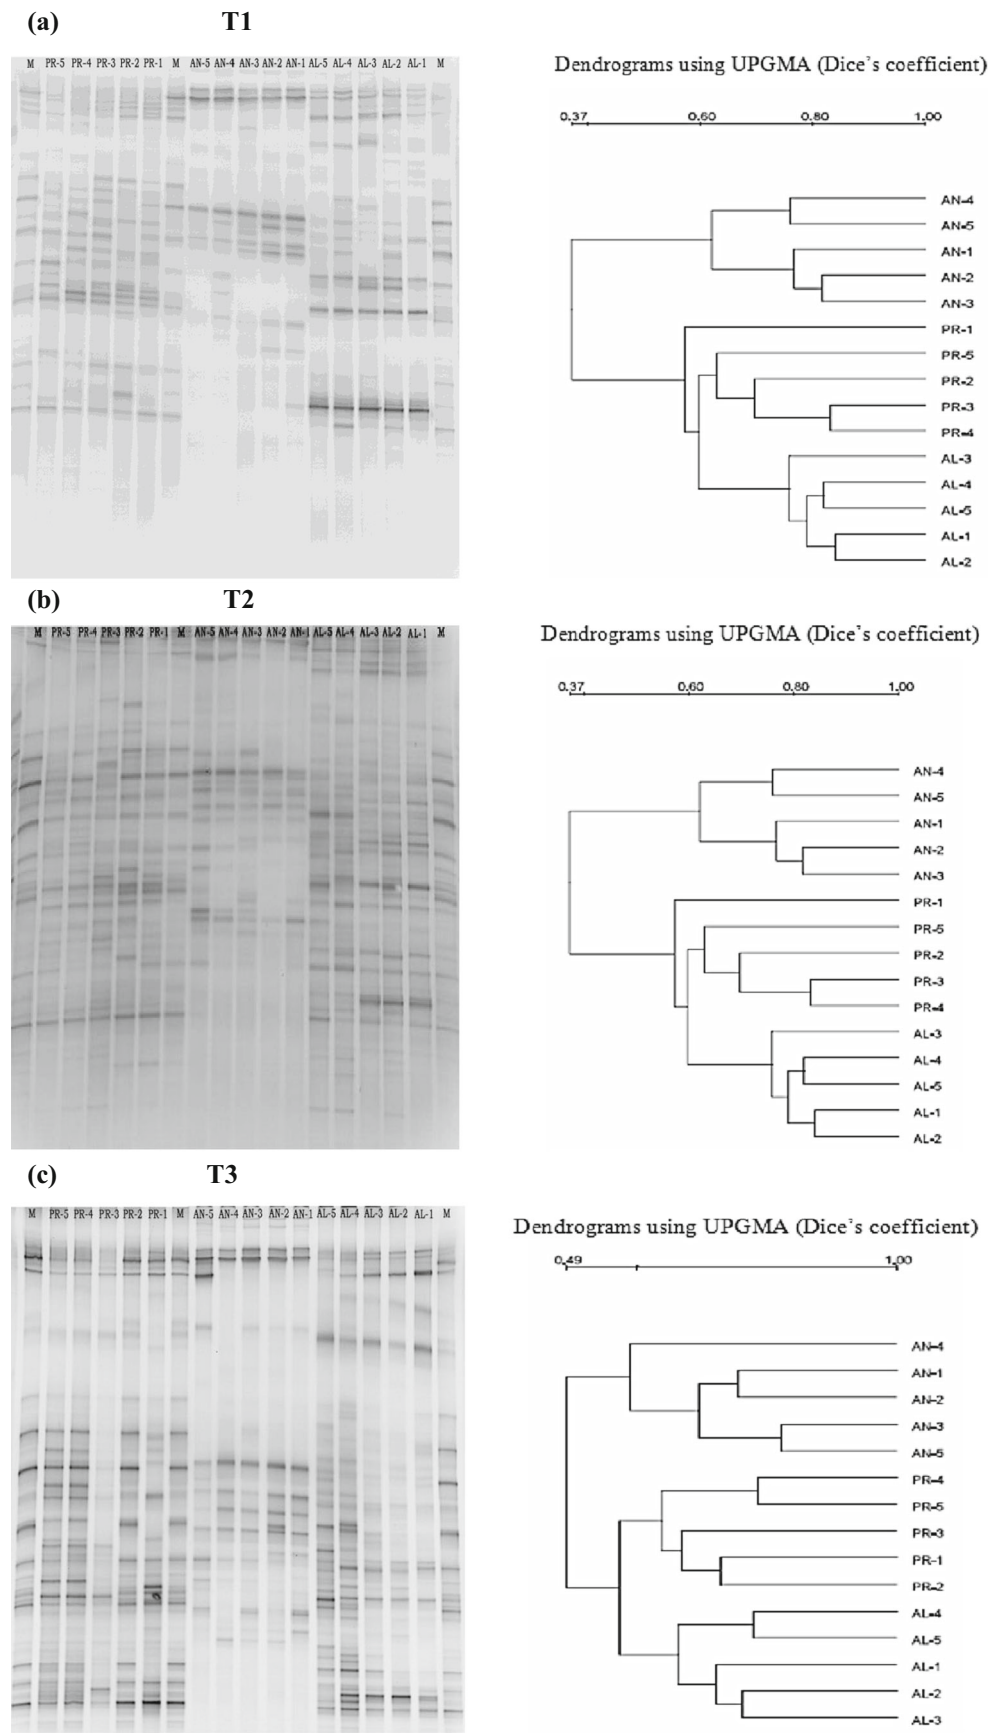 (a) T1
M PR-5 PR-4 PR-3 PR-2 PR-1 M AN-5 AN-4 AN-3 AN-2 AN-1 AL-5 AL-4 AL-3 AL-2 AL-1 M
Dendrograms using UPGMA (Dice's coefficient)
0.37 0.60 0.80 1.00
AN-4
AN-5
AN-1
AN-2
AN-3
PR-1
PR-5
PR-2
PR-3
PR-4
AL-3
AL-4
AL-5
AL-1
AL-2
(b) T2
M PR-5 PR-4 PR-3 PR-2 PR-1 M AN-5 AN-4 AN-3 AN-2 AN-1 AL-5 AL-4 AL-3 AL-2 AL-1 M
Dendrograms using UPGMA (Dice's coefficient)
0.37 0.60 0.80 1.00
AN-4
AN-5
AN-1
AN-2
AN-3
PR-1
PR-5
PR-2
PR-3
PR-4
AL-3
AL-4
AL-5
AL-1
AL-2
(c) T3
M PR-5 PR-4 PR-3 PR-2 PR-1 M AN-5 AN-4 AN-3 AN-2 AN-1 AL-5 AL-4 AL-3 AL-2 AL-1 M
Dendrograms using UPGMA (Dice's coefficient)
0.49 1.00
AN-4
AN-1
AN-2
AN-3
AN-5
PR-4
PR-5
PR-3
PR-1
PR-2
AL-4
AL-5
AL-1
AL-2
AL-3